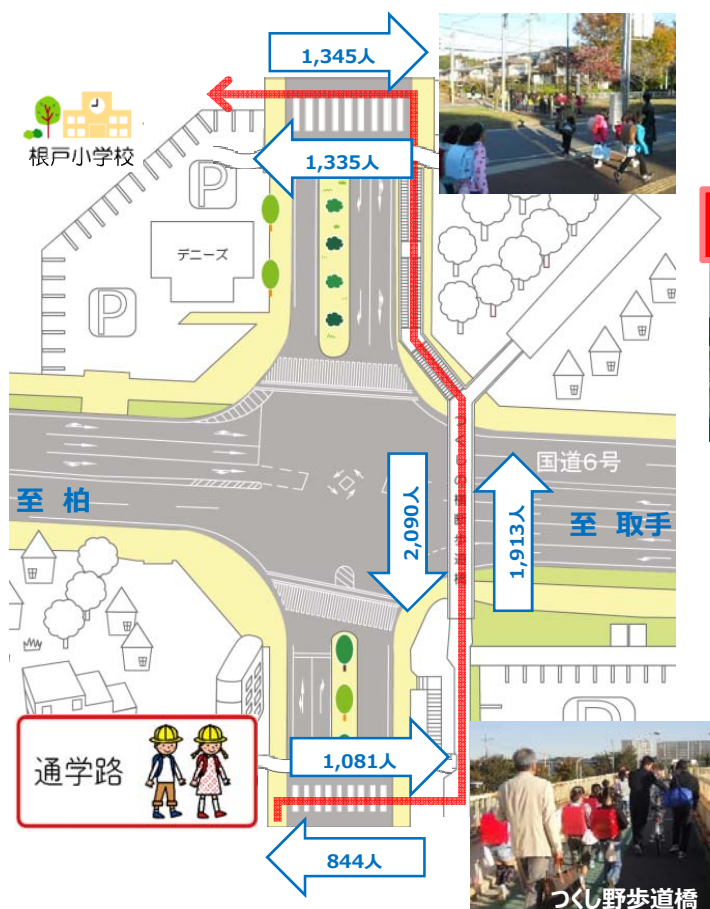 1,345人
根戸小学校
1,335人
P
デニーズ
P
つくし野横断歩道橋
国道6号
至 柏
2,090人
1,913人
至 取手
P
通学路
1,081人
844人
つくし野歩道橋